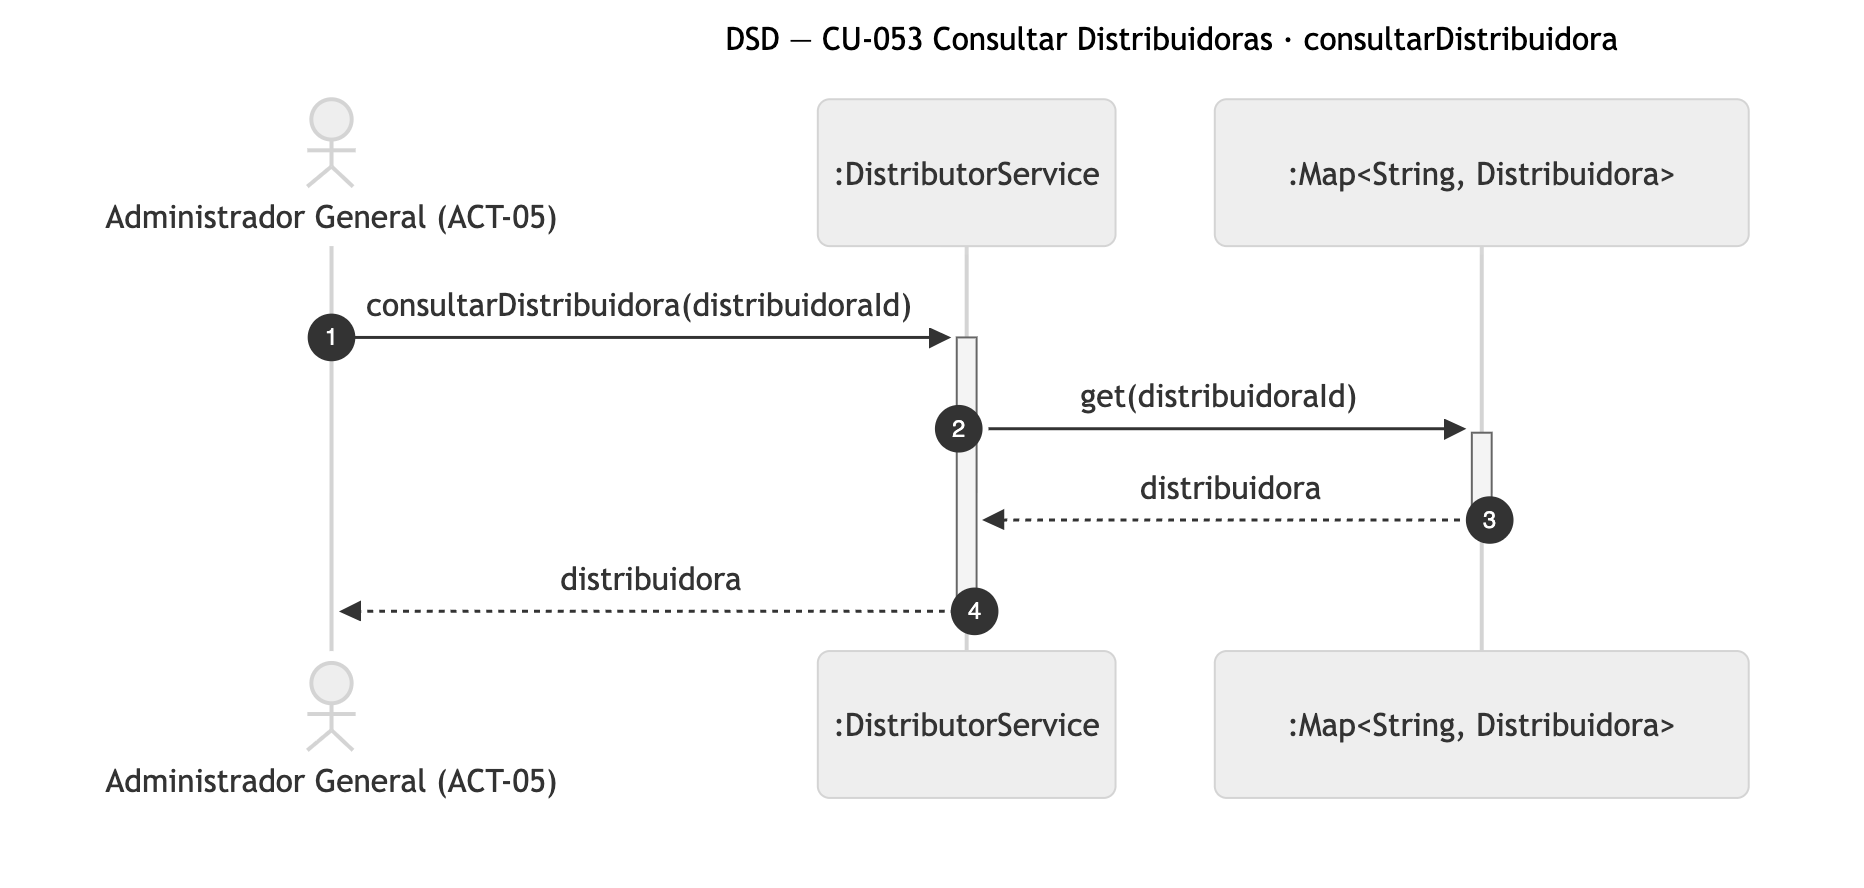 DSD — CU-053 Consultar Distribuidoras · consultarDistribuidora
Administrador General (ACT-05)
:DistributorService
:Map<String, Distribuidora>
consultarDistribuidora(distribuidoraId)
1
get(distribuidoraId)
2
distribuidora
3
distribuidora
4
Administrador General (ACT-05)
:DistributorService
:Map<String, Distribuidora>